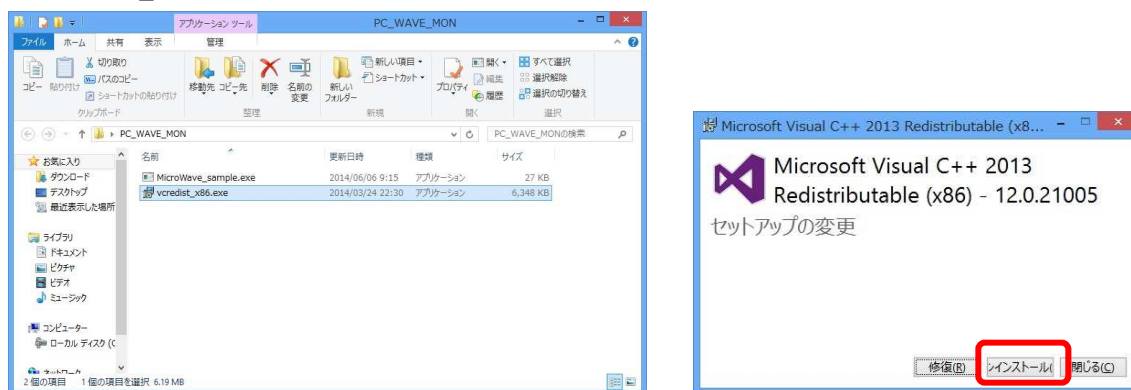 アプリケーション ツール
PC_WAVE_MON
ファイル ホーム 共有 表示 管理
コピー 貼り付け
切り取り
パスのコピー
ショートカットの貼り付け
移動先 コピー先 削除 名前の変更
新しいフォルダー
新しい項目
ショートカット
プロパティ
開く
編集
履歴
すべて選択
選択解除
選択の切り替え
クリップボード 整理 新規 開く 選択
PC_WAVE_MON
PC_WAVE_MONの検索
名前 更新日時 種類 サイズ
MicroWave_sample.exe 2014/06/06 9:15 アプリケーション 27 KB
vcredist_x86.exe 2014/03/24 22:30 アプリケーション 6,348 KB
お気に入り
ダウンロード
デスクトップ
最近表示した場所
ライブラリ
ドキュメント
ピクチャ
ビデオ
ミュージック
コンピューター
ローカル ディスク (C
2 個の項目 1 個の項目を選択 6.19 MB
Microsoft Visual C++ 2013 Redistributable (x8...
Microsoft Visual C++ 2013
Redistributable (x86) - 12.0.21005
セットアップの変更
修復(R)
ンインストール(
閉じる(C)